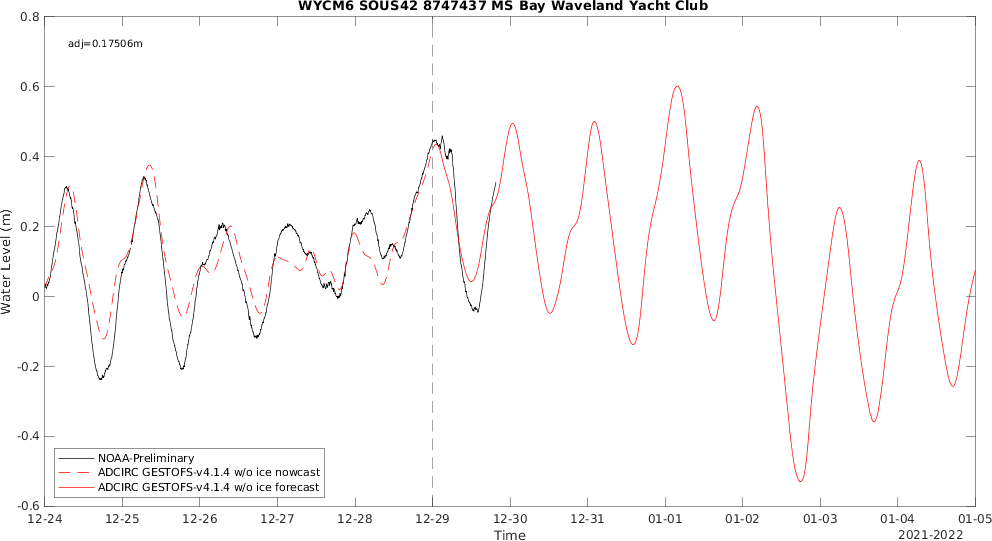 WYCM6 SOUS42 8747437 MS Bay Waveland Yacht Club
adj=0.17506m
0.8
0.6
0.4
0.2
0
-0.2
-0.4
-0.6
Water Level (m)
NOAA-Preliminary
ADCIRC GESTOFS-v4.1.4 w/o ice nowcast
ADCIRC GESTOFS-v4.1.4 w/o ice forecast
12-24 12-25 12-26 12-27 12-28 12-29 12-30 12-31 01-01 01-02 01-03 01-04 01-05
Time
2021-2022